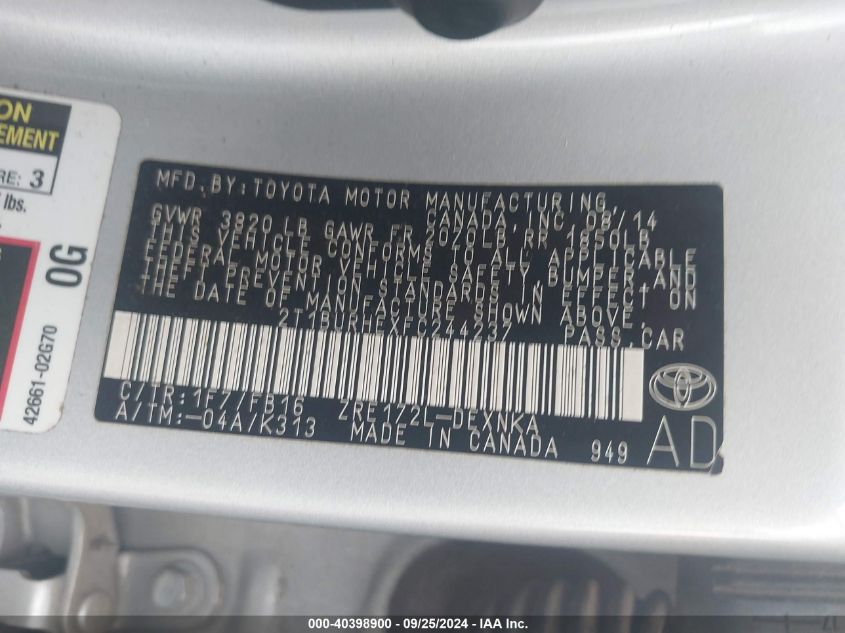 ON
EMENT
RE: 3
lbs.
0G
42661-02G70
MFD. BY: TOYOTA MOTOR MANUFACTURING,
CANADA, INC. 08/14
GVWR 3820 LB GAWR FR 2070LB RR 1850LB
THIS VEHICLE CONFORMS TO ALL APPLICABLE
FEDERAL MOTOR VEHICLE SAFETY, BUMPER, AND
THEFT PREVENTION STANDARDS IN EFFECT ON
THE DATE OF MANUFACTURE SHOWN ABOVE.
2T1BURHEXFC244237 PASS. CAR
C/TR: 1F7/FB16 ZRE172L-DEXNKA
A/TM: -04A/K313 MADE IN CANADA 949
AD
000-40398900 - 09/25/2024 - IAA Inc.